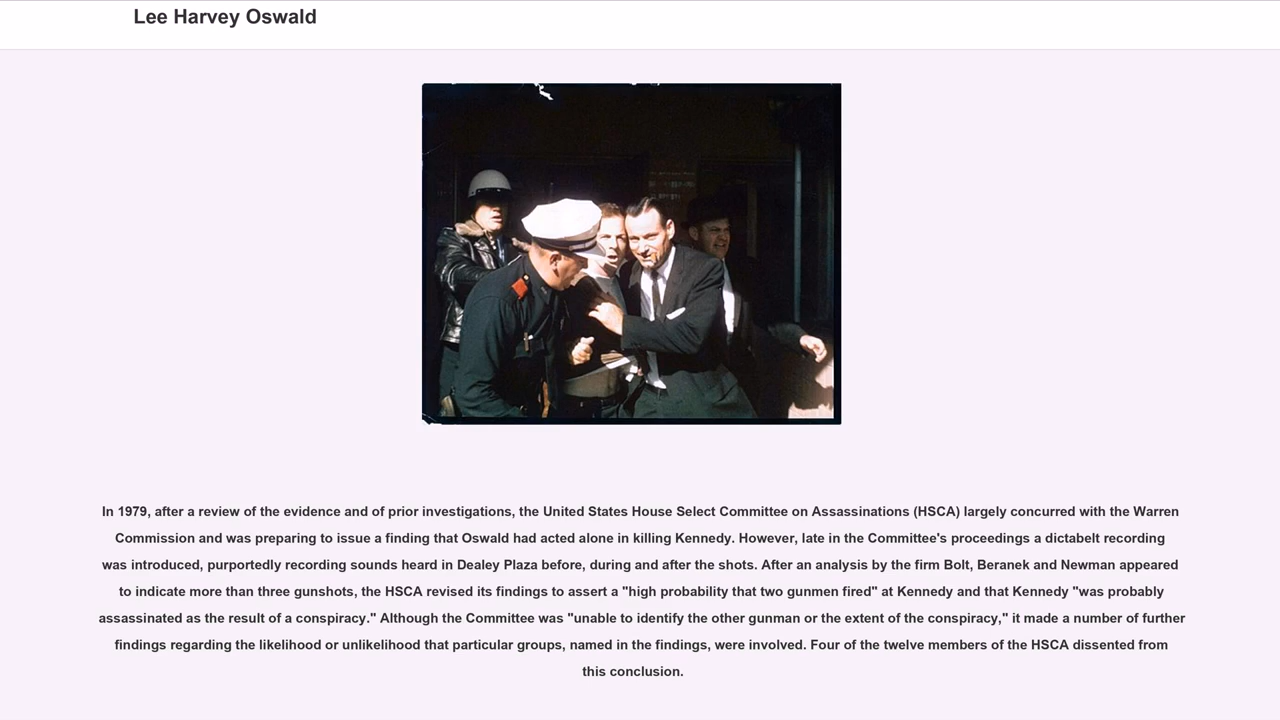 Lee Harvey Oswald
In 1979, after a review of the evidence and of prior investigations, the United States House Select Committee on Assassinations (HSCA) largely concurred with the Warren
Commission and was preparing to issue a finding that Oswald had acted alone in killing Kennedy. However, late in the Committee's proceedings a dictabelt recording
was introduced, purportedly recording sounds heard in Dealey Plaza before, during and after the shots. After an analysis by the firm Bolt, Beranek and Newman appeared
to indicate more than three gunshots, the HSCA revised its findings to assert a "high probability that two gunmen fired" at Kennedy and that Kennedy "was probably
assassinated as the result of a conspiracy." Although the Committee was "unable to identify the other gunman or the extent of the conspiracy," it made a number of further
findings regarding the likelihood or unlikelihood that particular groups, named in the findings, were involved. Four of the twelve members of the HSCA dissented from
this conclusion.